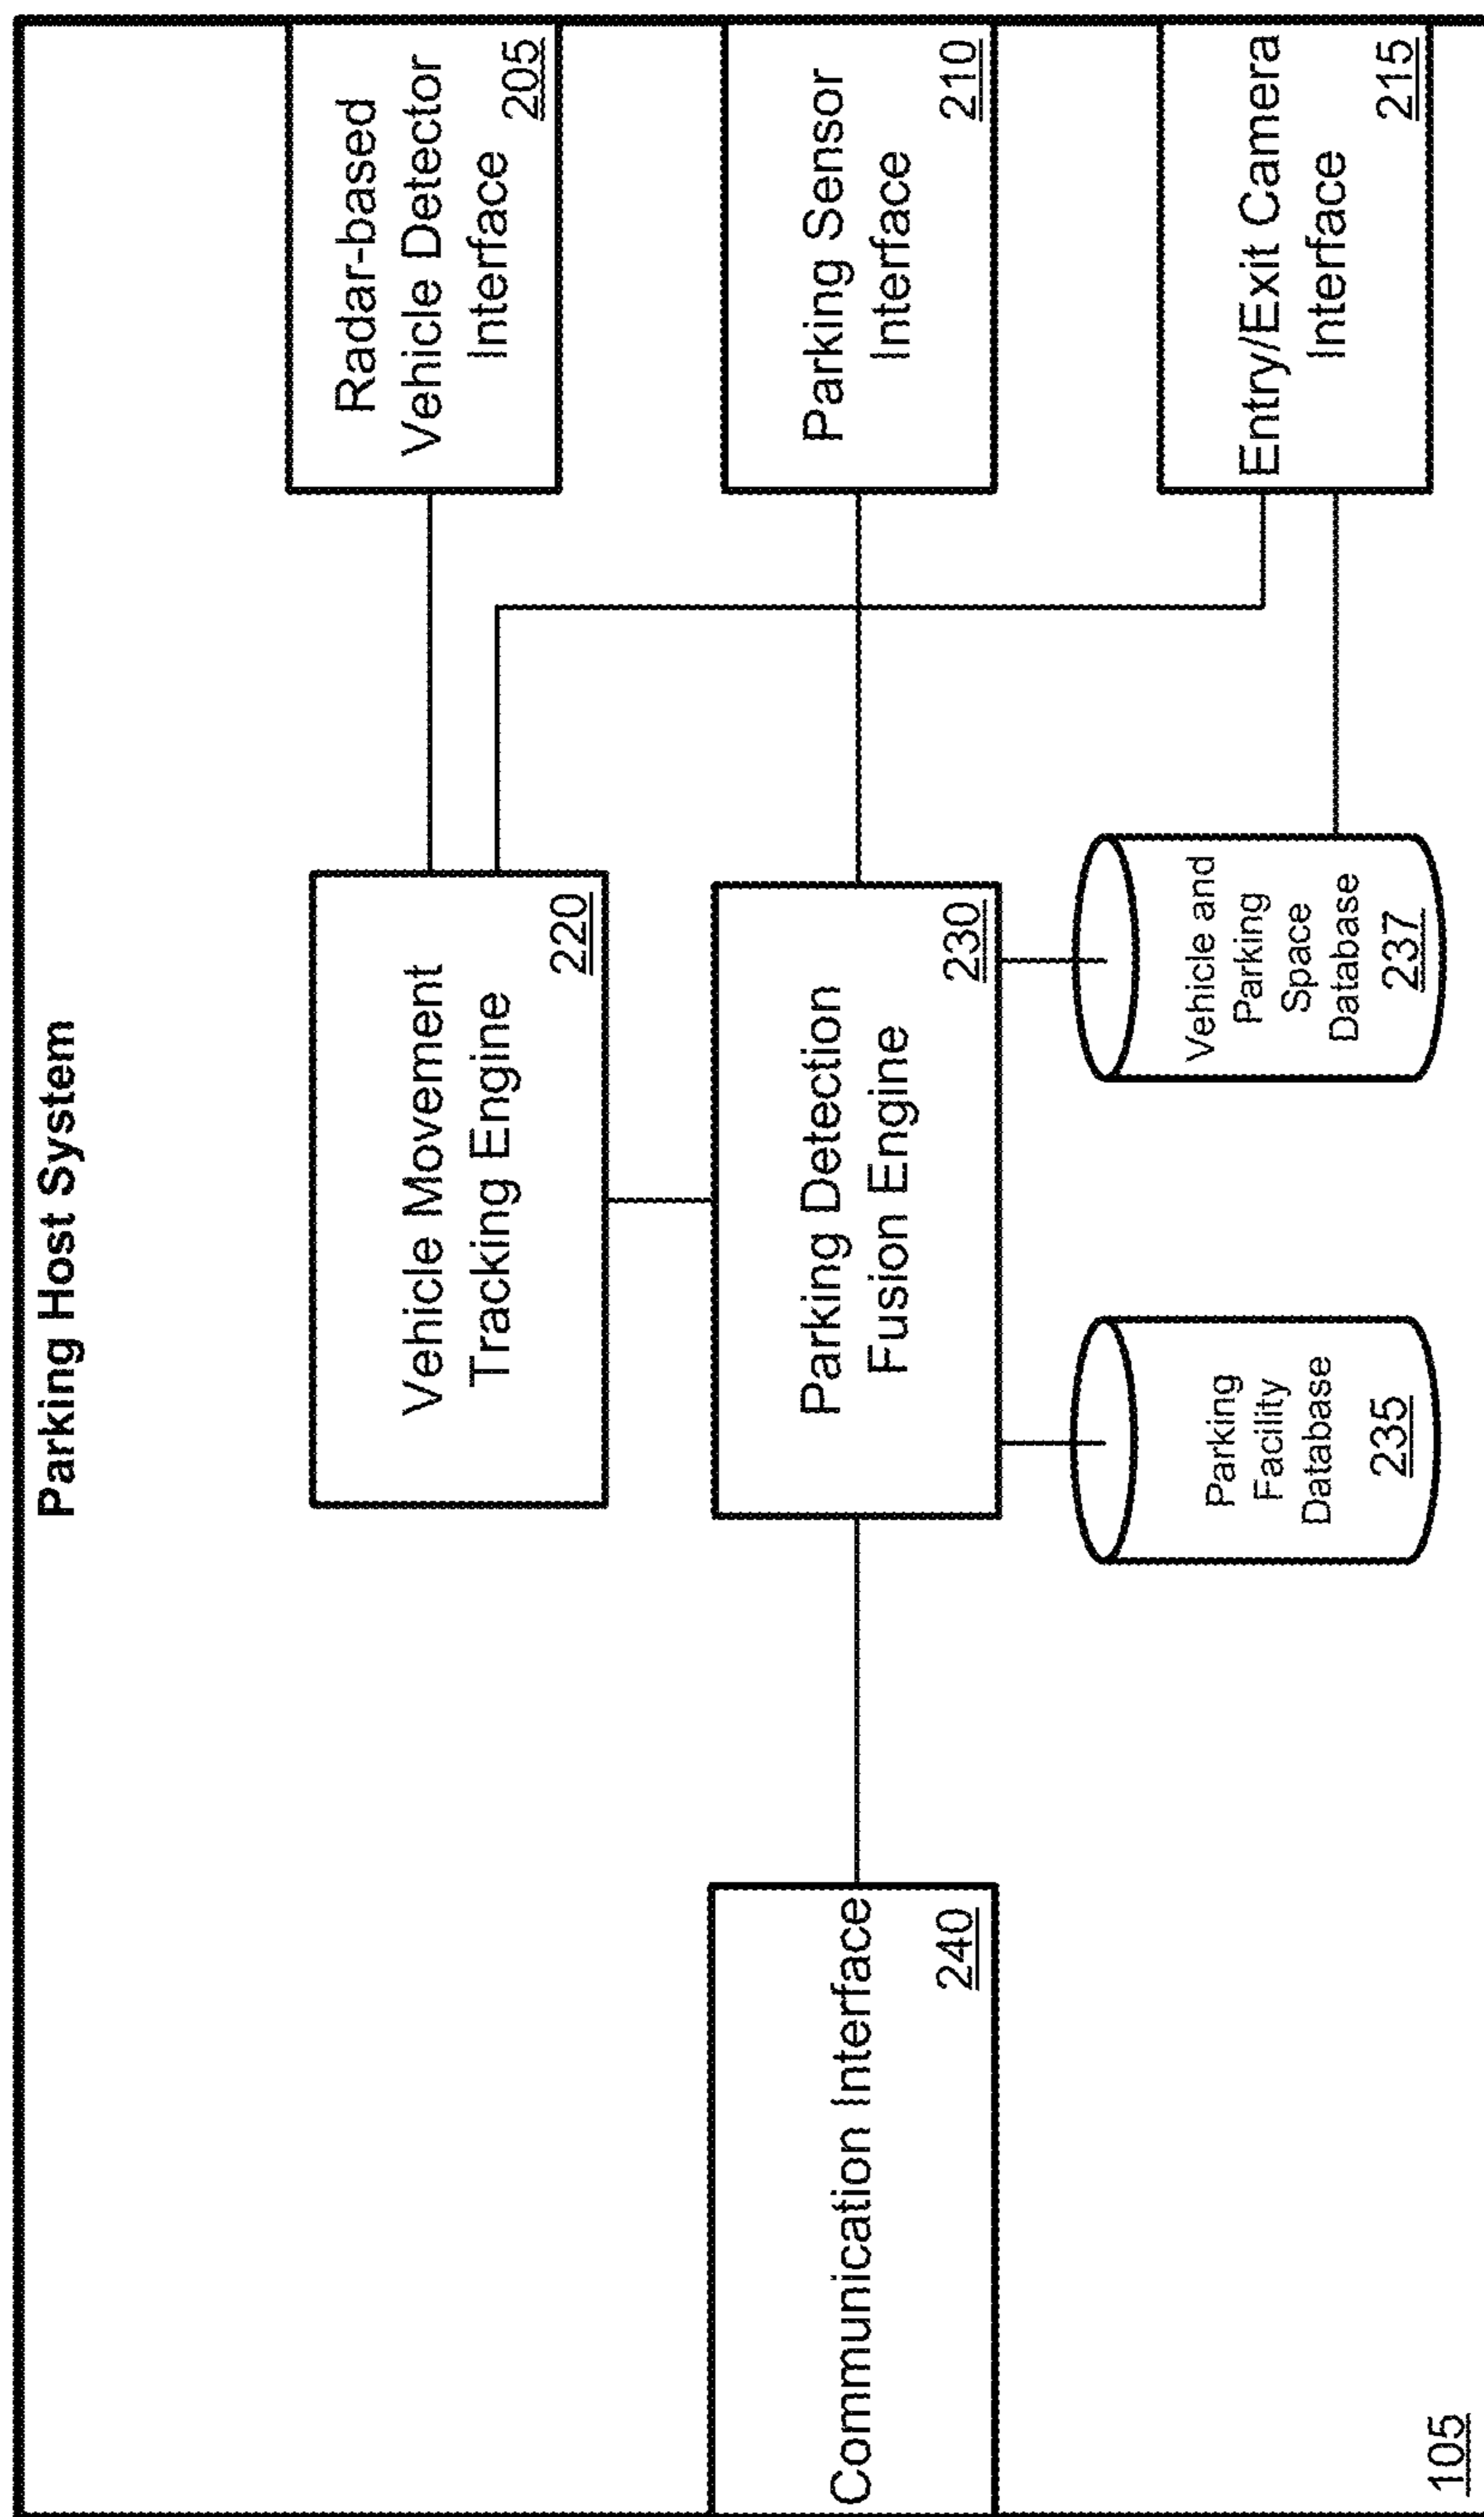 Parking Host System
Radar-based
Vehicle Detector
Interface
205
Vehicle Movement
Tracking Engine
220
Communication Interface
240
Parking Detection
Fusion Engine
230
Parking Sensor
Interface
210
Parking
Facility
Database
235
Vehicle and
Parking
Space
Database
237
Entry/Exit Camera
Interface
215
105